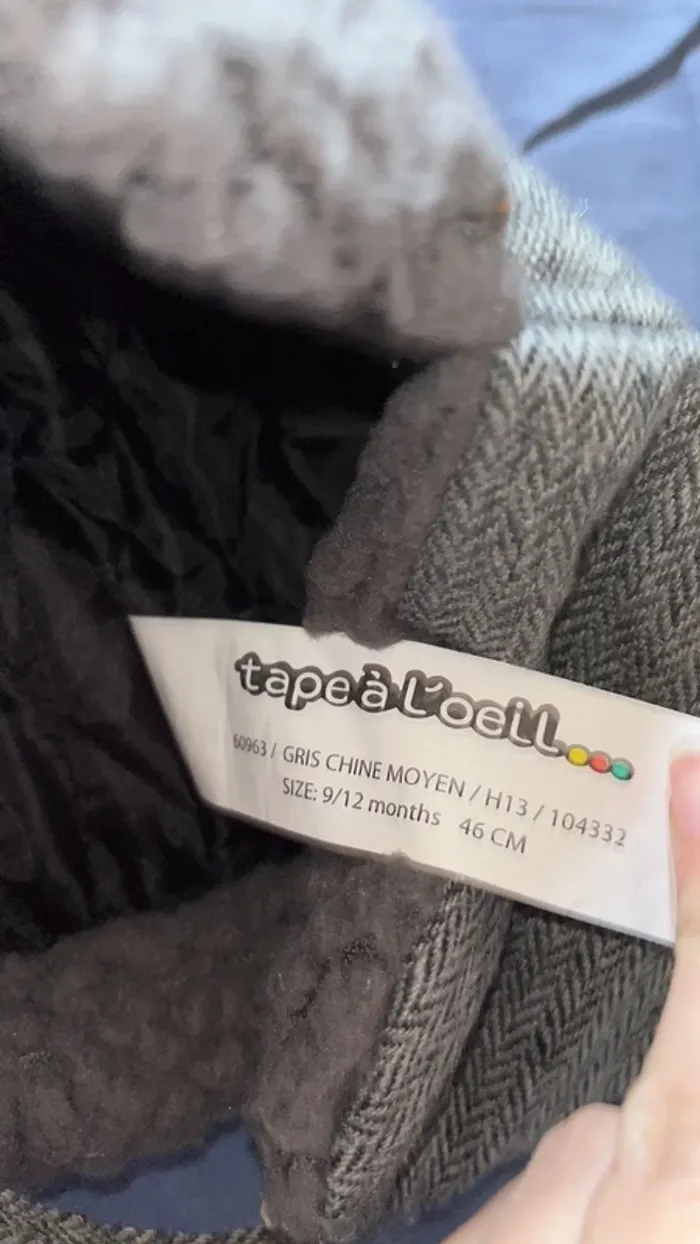 tape à l'oeil...
60963 / GRIS CHINE MOYEN / H13 / 104332
SIZE: 9/12 months 46 CM